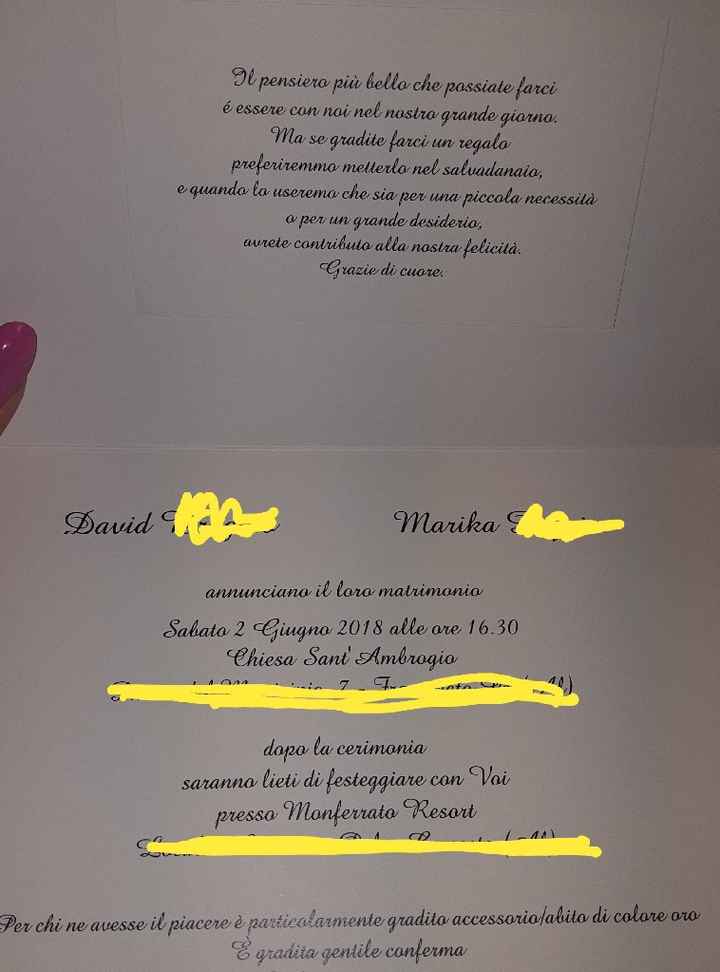 Il pensiero più bello che possiate farci
é essere con noi nel nostro grande giorno.
Ma se gradite farci un regalo
preferiremmo metterlo nel salvadanaio,
e quando lo useremo che sia per una piccola necessità
o per un grande desiderio,
avrete contribuito alla nostra felicità.
Grazie di cuore.
David
Marika
annunciano il loro matrimonio
Sabato 2 Giugno 2018 alle ore 16.30
Chiesa Sant'Ambrogio
dopo la cerimonia
saranno lieti di festeggiare con Voi
presso Monferrato Resort
Per chi ne avesse il piacere è particolarmente gradito accessorio/abito di colore oro
È gradita gentile conferma